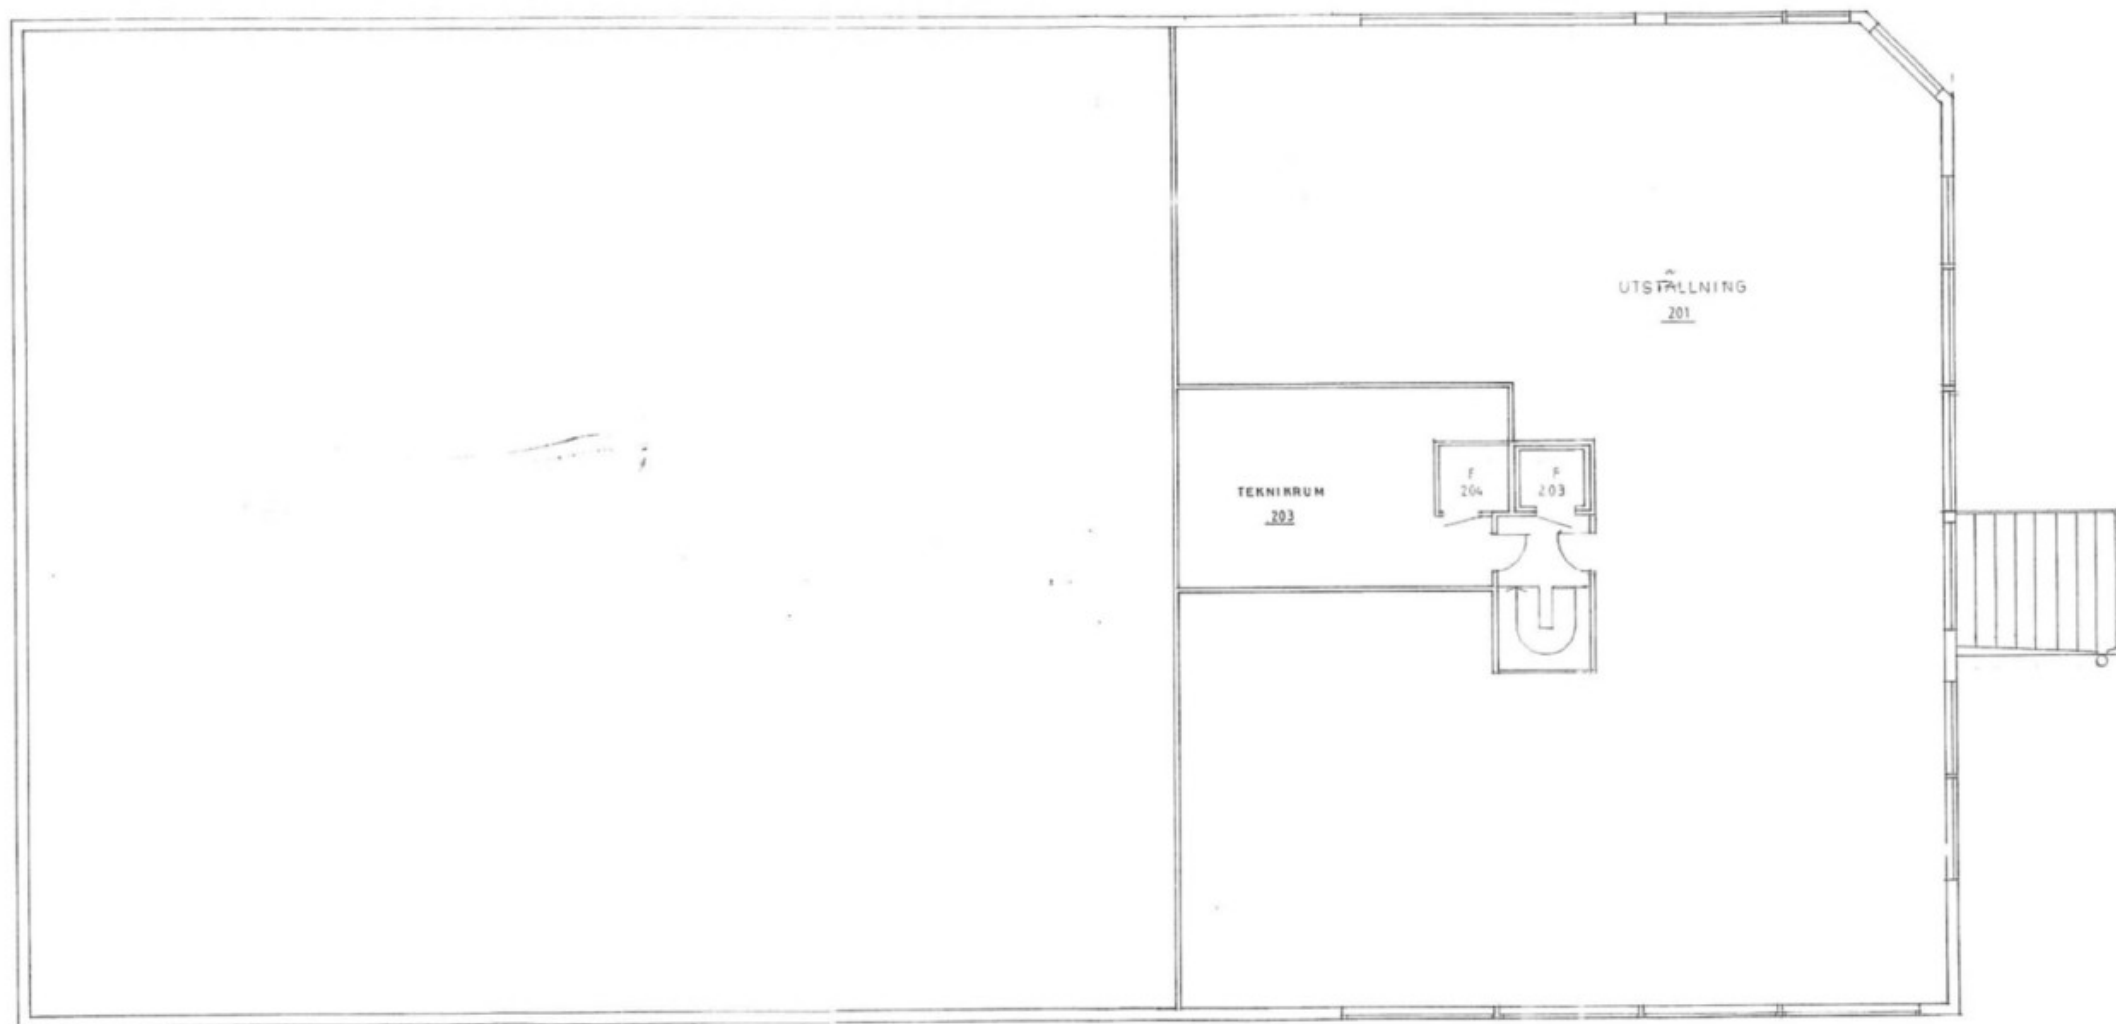 UTSTÄLLNING
201
TEKNIKRUM
203
F
204
F
203